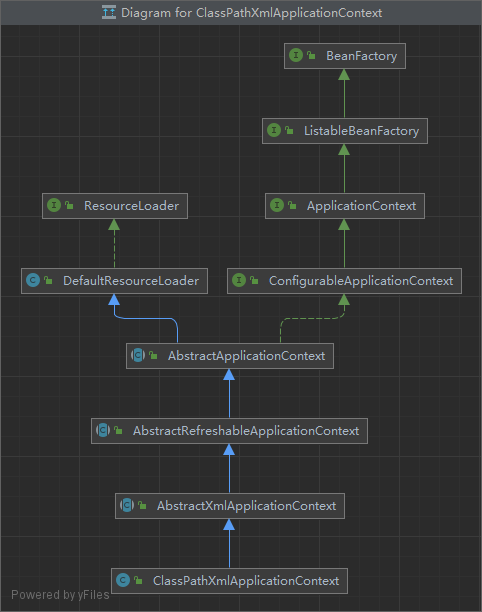 Diagram for ClassPathXmlApplicationContext
BeanFactory
ListableBeanFactory
ResourceLoader
ApplicationContext
DefaultResourceLoader
ConfigurableApplicationContext
AbstractApplicationContext
AbstractRefreshableApplicationContext
AbstractXmlApplicationContext
ClassPathXmlApplicationContext
Powered by yFiles